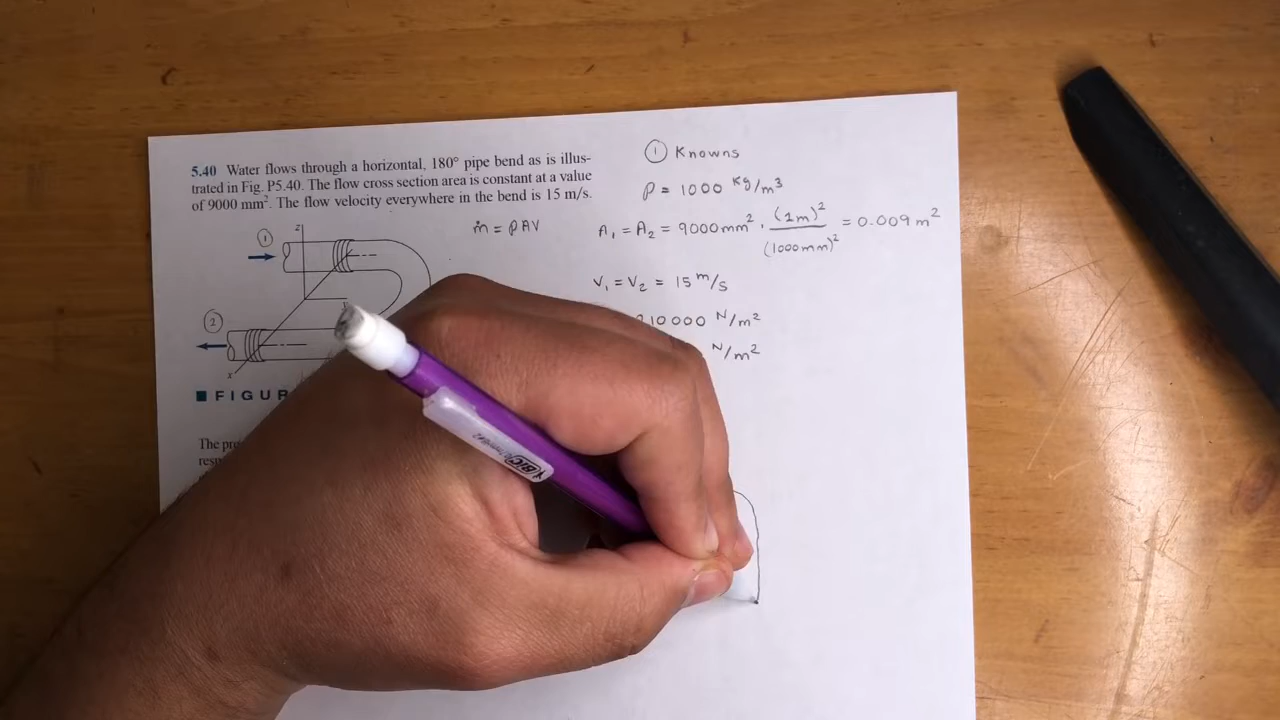 5.40 Water flows through a horizontal, 180° pipe bend as is illus-
trated in Fig. P5.40. The flow cross section area is constant at a value
of 9000 mm². The flow velocity everywhere in the bend is 15 m/s.
ṁ = ρAV
1
z
2
x
FIGUR
The
① Knowns
ρ = 1000 kg/m³
A₁ = A₂ = 9000mm² · (1m)² / (1000mm)² = 0.009 m²
V₁ = V₂ = 15 m/s
210000 N/m²
N/m²
BIC